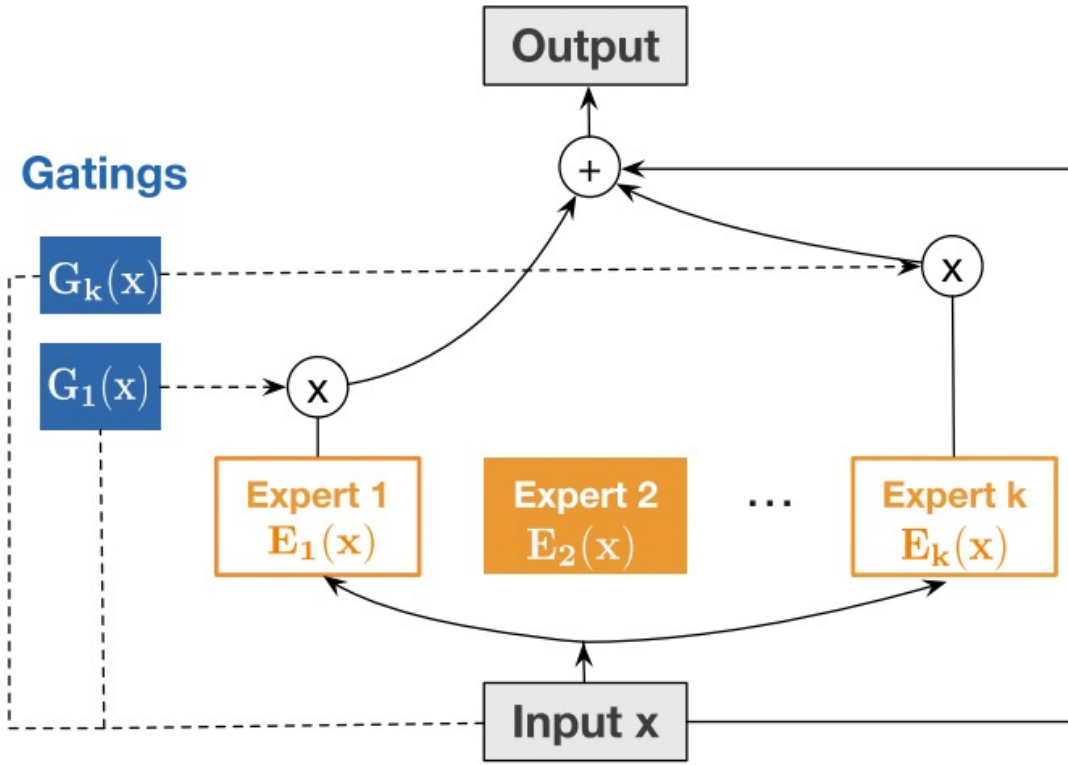 Output
+
Gatings
Gₖ(x)
x
G₁(x)
x
Expert 1
E₁(x)
Expert 2
E₂(x)
...
Expert k
Eₖ(x)
Input x